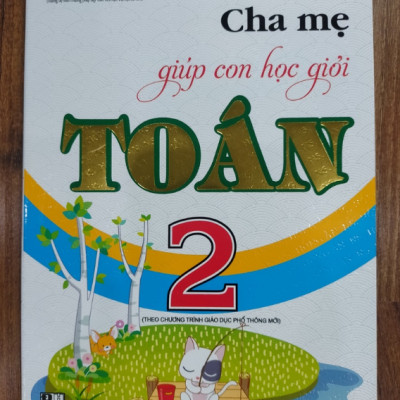 Cha mẹ
giúp con học giỏi
TOÁN
2
(THEO CHƯƠNG TRÌNH GIÁO DỤC PHỔ THÔNG MỚI)